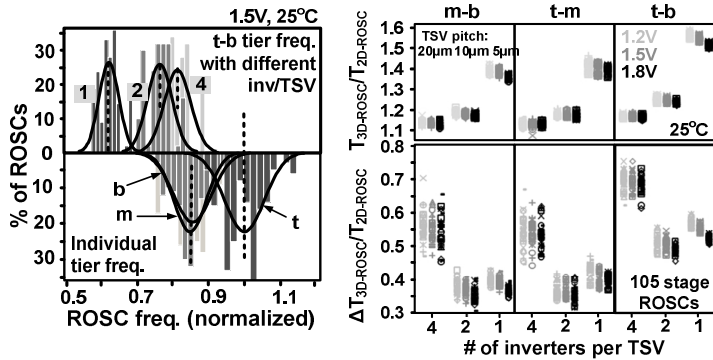 1.5V, 25°C
t-b tier freq.
with different
inv/TSV
1
2
4
30
20
10
0
10
20
30
% of ROSCs
b
m
t
Individual
tier freq.
0.5
0.7
0.9
1.1
ROSC freq. (normalized)
m-b
t-m
t-b
TSV pitch:
20μm 10μm 5μm
1.2V
1.5V
1.8V
25°C
1.6
1.5
1.4
1.3
1.2
1.1
T3D-ROSC/T2D-ROSC
0.8
0.7
0.6
0.5
0.4
0.3
ΔT3D-ROSC/T2D-ROSC
105 stage
ROSCs
4 2 1 4 2 1 4 2 1
# of inverters per TSV